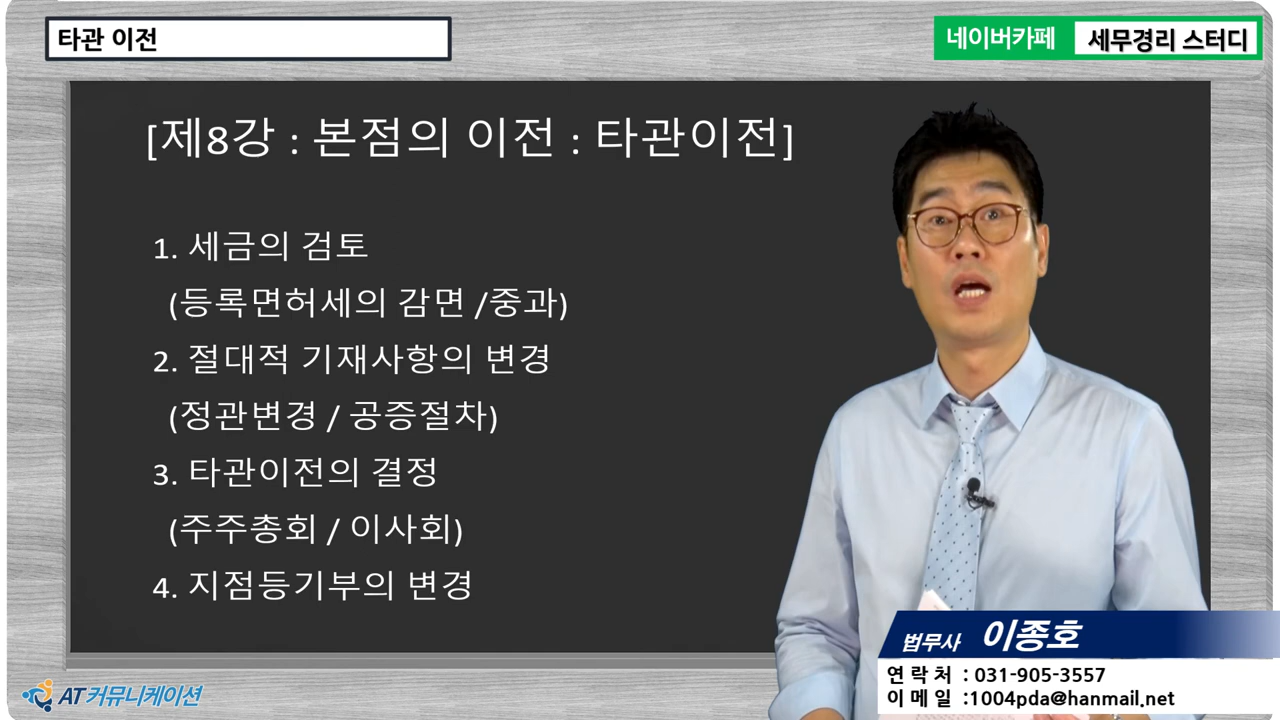 타관 이전
네이버카페 세무경리 스터디
[제8강 : 본점의 이전 : 타관이전]
1. 세금의 검토
(등록면허세의 감면 /중과)
2. 절대적 기재사항의 변경
(정관변경 / 공증절차)
3. 타관이전의 결정
(주주총회 / 이사회)
4. 지점등기부의 변경
법무사 이종호
연 락 처 : 031-905-3557
이 메 일 :1004pda@hanmail.net
AT커뮤니케이션